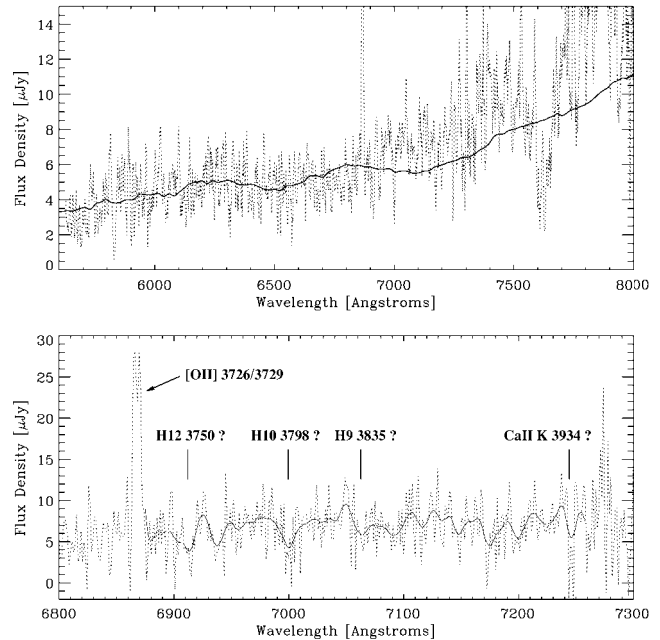 14
12
10
8
6
4
2
0
Flux Density [μJy]
6000 6500 7000 7500 8000
Wavelength [Angstroms]
30
25
20
15
10
5
0
Flux Density [μJy]
[OII] 3726/3729
H12 3750 ? H10 3798 ? H9 3835 ? CaII K 3934 ?
6800 6900 7000 7100 7200 7300
Wavelength [Angstroms]